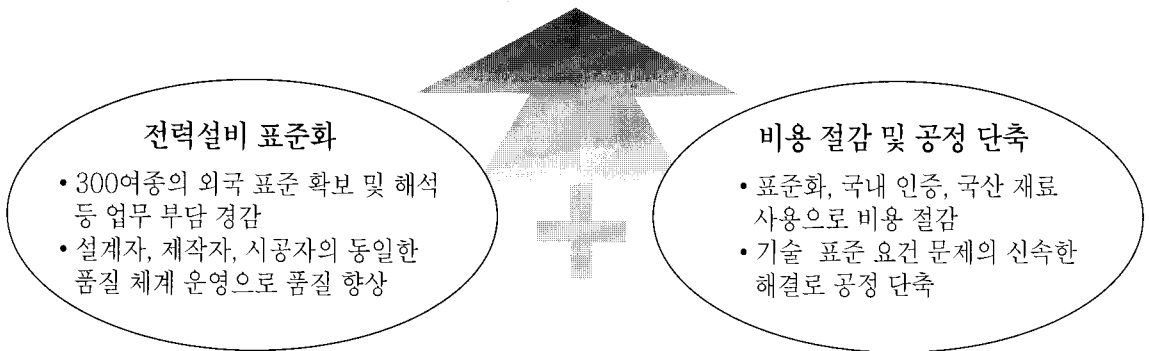 전력설비 표준화
• 300여종의 외국 표준 확보 및 해석
등 업무 부담 경감
• 설계자, 제작자, 시공자의 동일한
품질 체계 운영으로 품질 향상
비용 절감 및 공정 단축
• 표준화, 국내 인증, 국산 재료
사용으로 비용 절감
• 기술 표준 요건 문제의 신속한
해결로 공정 단축